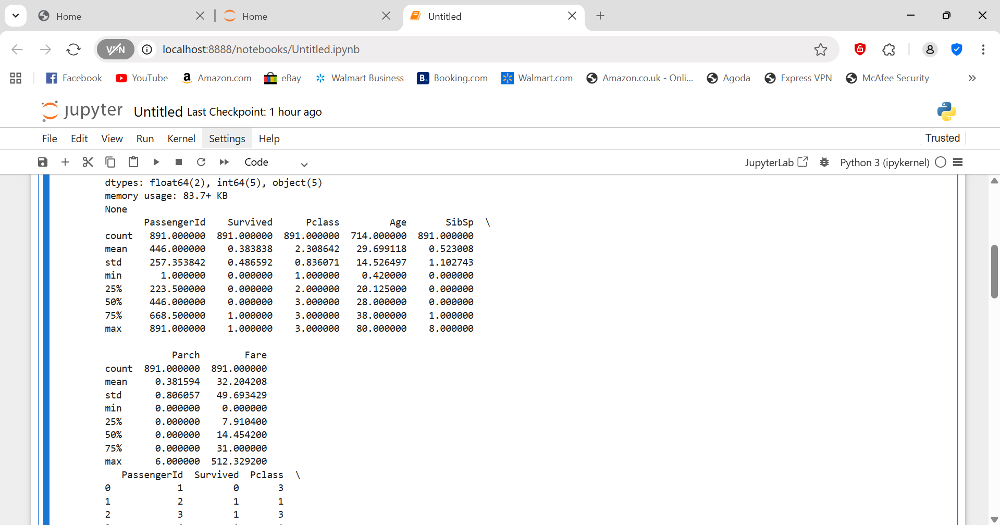 Home Home Untitled
VPN localhost:8888/notebooks/Untitled.ipynb
Facebook YouTube Amazon.com eBay Walmart Business Booking.com Walmart.com Amazon.co.uk - Onli... Agoda Express VPN McAfee Security
jupyter Untitled Last Checkpoint: 1 hour ago
File Edit View Run Kernel Settings Help Trusted
Code JupyterLab Python 3 (ipykernel)
dtypes: float64(2), int64(5), object(5)
memory usage: 83.7+ KB
None
       PassengerId    Survived      Pclass         Age       SibSp  \
count   891.000000  891.000000  891.000000  714.000000  891.000000
mean    446.000000    0.383838    2.308642   29.699118    0.523008
std     257.353842    0.486592    0.836071   14.526497    1.102743
min       1.000000    0.000000    1.000000    0.420000    0.000000
25%     223.500000    0.000000    2.000000   20.125000    0.000000
50%     446.000000    0.000000    3.000000   28.000000    0.000000
75%     668.500000    1.000000    3.000000   38.000000    1.000000
max     891.000000    1.000000    3.000000   80.000000    8.000000
            Parch        Fare
count  891.000000  891.000000
mean     0.381594   32.204208
std      0.806057   49.693429
min      0.000000    0.000000
25%      0.000000    7.910400
50%      0.000000   14.454200
75%      0.000000   31.000000
max      6.000000  512.329200
   PassengerId  Survived  Pclass  \
0            1         0       3
1            2         1       1
2            3         1       3